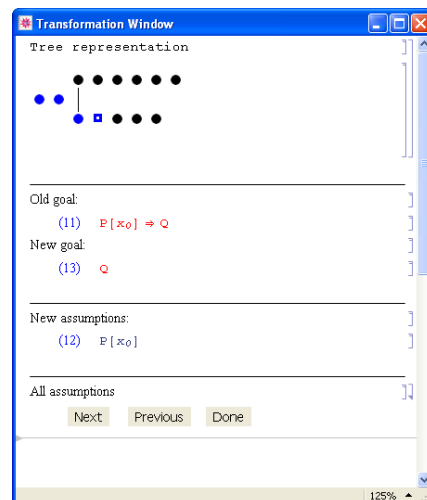 Transformation Window
Tree representation
Old goal:
(11) P[x₀] ⇒ Q
New goal:
(13) Q
New assumptions:
(12) P[x₀]
All assumptions
Next Previous Done
125%